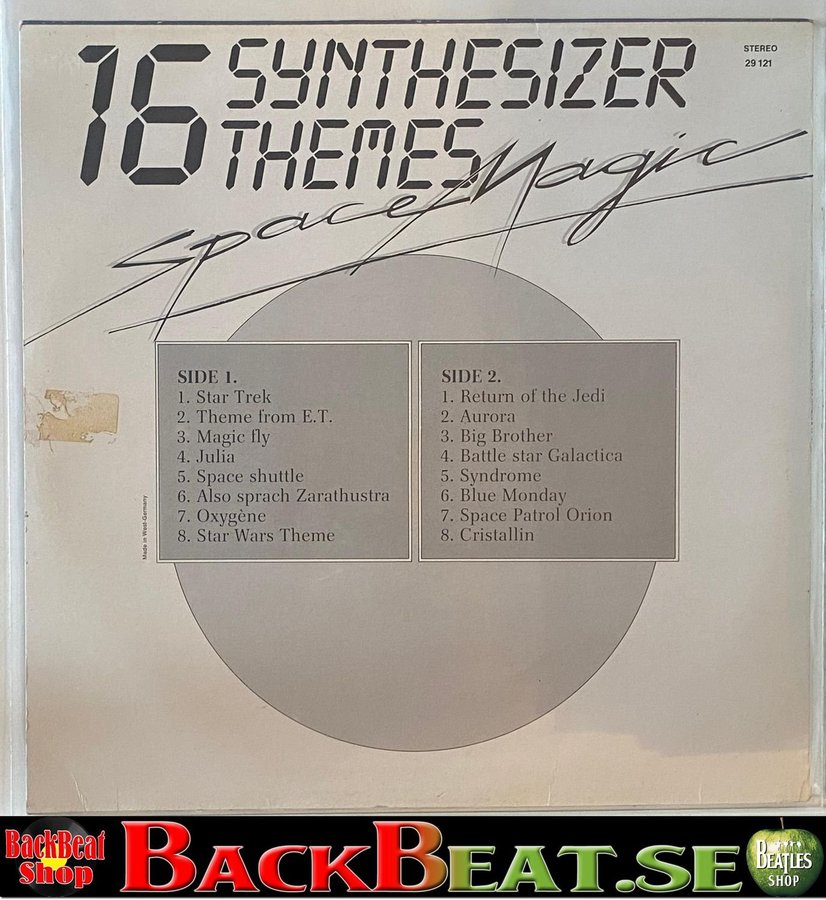 16 SYNTHESIZER
THEMES
Space Magic
STEREO
29 121
SIDE 1.
1. Star Trek
2. Theme from E.T.
3. Magic fly
4. Julia
5. Space shuttle
6. Also sprach Zarathustra
7. Oxygène
8. Star Wars Theme
SIDE 2.
1. Return of the Jedi
2. Aurora
3. Big Brother
4. Battle star Galactica
5. Syndrome
6. Blue Monday
7. Space Patrol Orion
8. Cristallin
Made in West-Germany
BackBeat
Shop
BACKBEAT.SE
THE
BEATLES
SHOP